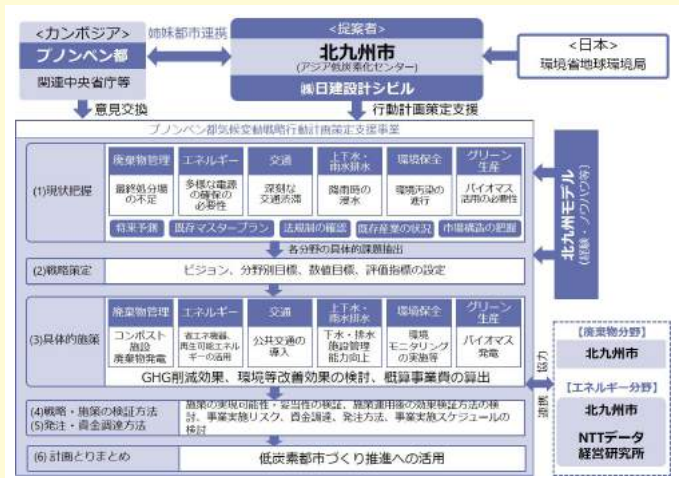 <カンボジア>
プノンペン都
関連中央省庁等
姉妹都市連携
<提案者>
北九州市
(アジア低炭素化センター)
㈱日建設計シビル
<日本>
環境省地球環境局
意見交換
行動計画策定支援
プノンペン都気候変動戦略行動計画策定支援事業
(1)現状把握
廃棄物管理
最終処分場
の不足
エネルギー
多様な電源
の確保の
必要性
交通
深刻な
交通渋滞
上下水・
雨水排水
降雨時の
浸水
環境保全
環境汚染の
進行
グリーン
生産
バイオマス
活用の必要性
将来予測
既存マスタープラン
法規制の確認
既存産業の状況
市場構造の把握
各分野の具体的課題抽出
(2)戦略策定
ビジョン、分野別目標、数値目標、評価指標の設定
(3)具体的施策
廃棄物管理
コンポスト
施設
廃棄物発電
エネルギー
省エネ機器、
再生可能エネル
ギーの活用
交通
公共交通の
導入
上下水・
雨水排水
下水・排水
施設管理
能力向上
環境保全
環境
モニタリング
の実施等
グリーン
生産
バイオマス
発電
GHG削減効果、環境等改善効果の検討、概算事業費の算出
(4)戦略・施策の検証方法
(5)発注・資金調達方法
施策の実現可能性・妥当性の検証、施策運用後の効果検証方法の検
討、事業実施リスク、資金調達、発注方法、事業実施スケジュールの
検討
(6)計画とりまとめ
低炭素都市づくり推進への活用
北九州モデル
(経験・ノウハウ等)
連携
協力
【廃棄物分野】
北九州市
【エネルギー分野】
北九州市
NTTデータ
経営研究所